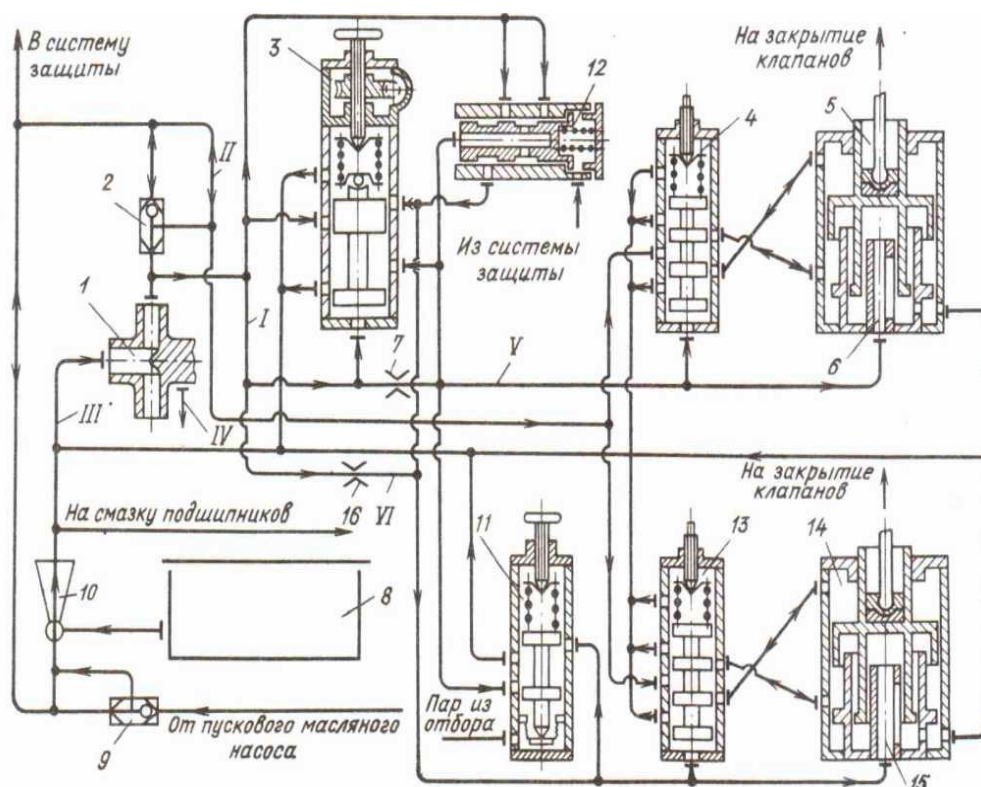 В систему
защиты
3
12
На закрытие
клапанов
5
4
II
2
Из системы
защиты
1
I
7
V
6
III
IV
На закрытие
клапанов
На смазку подшипников
16
VI
11
13
14
10
8
Пар из
отбора
От пускового масляного
насоса
9
15